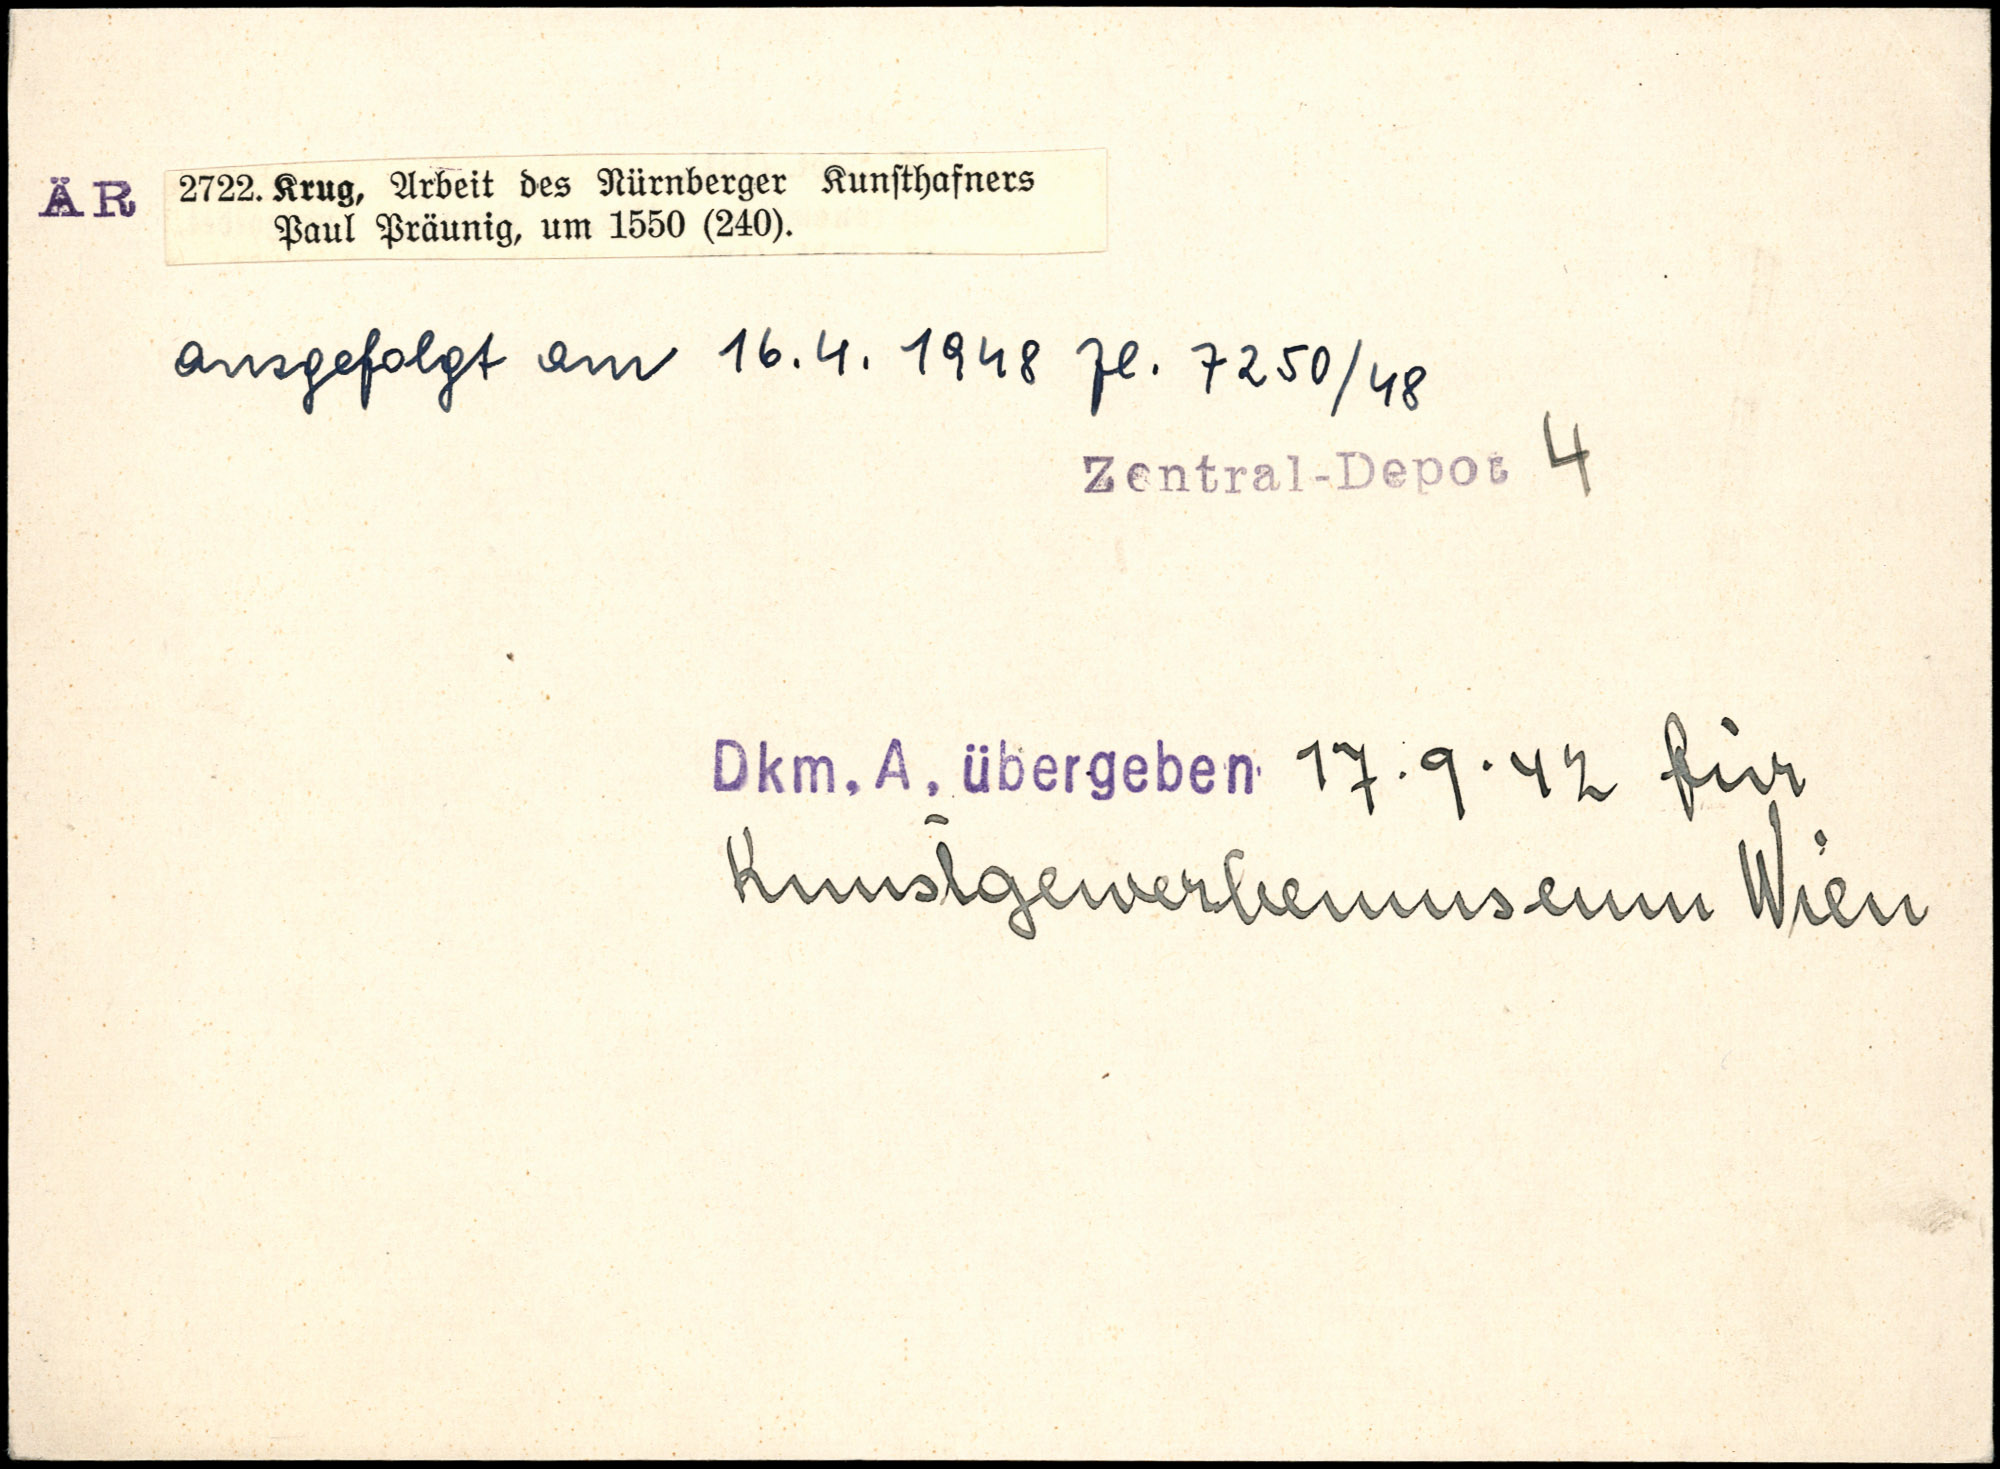 ÄR 2722. Krug, Arbeit des Nürnberger Kunsthafners
Paul Präunig, um 1550 (240).
ausgefolgt am 16.4.1948 Zl. 7250/48
Zentral-Depot 4
Dkm. A. übergeben 17.9.42 für
Kunstgewerbemuseum Wien